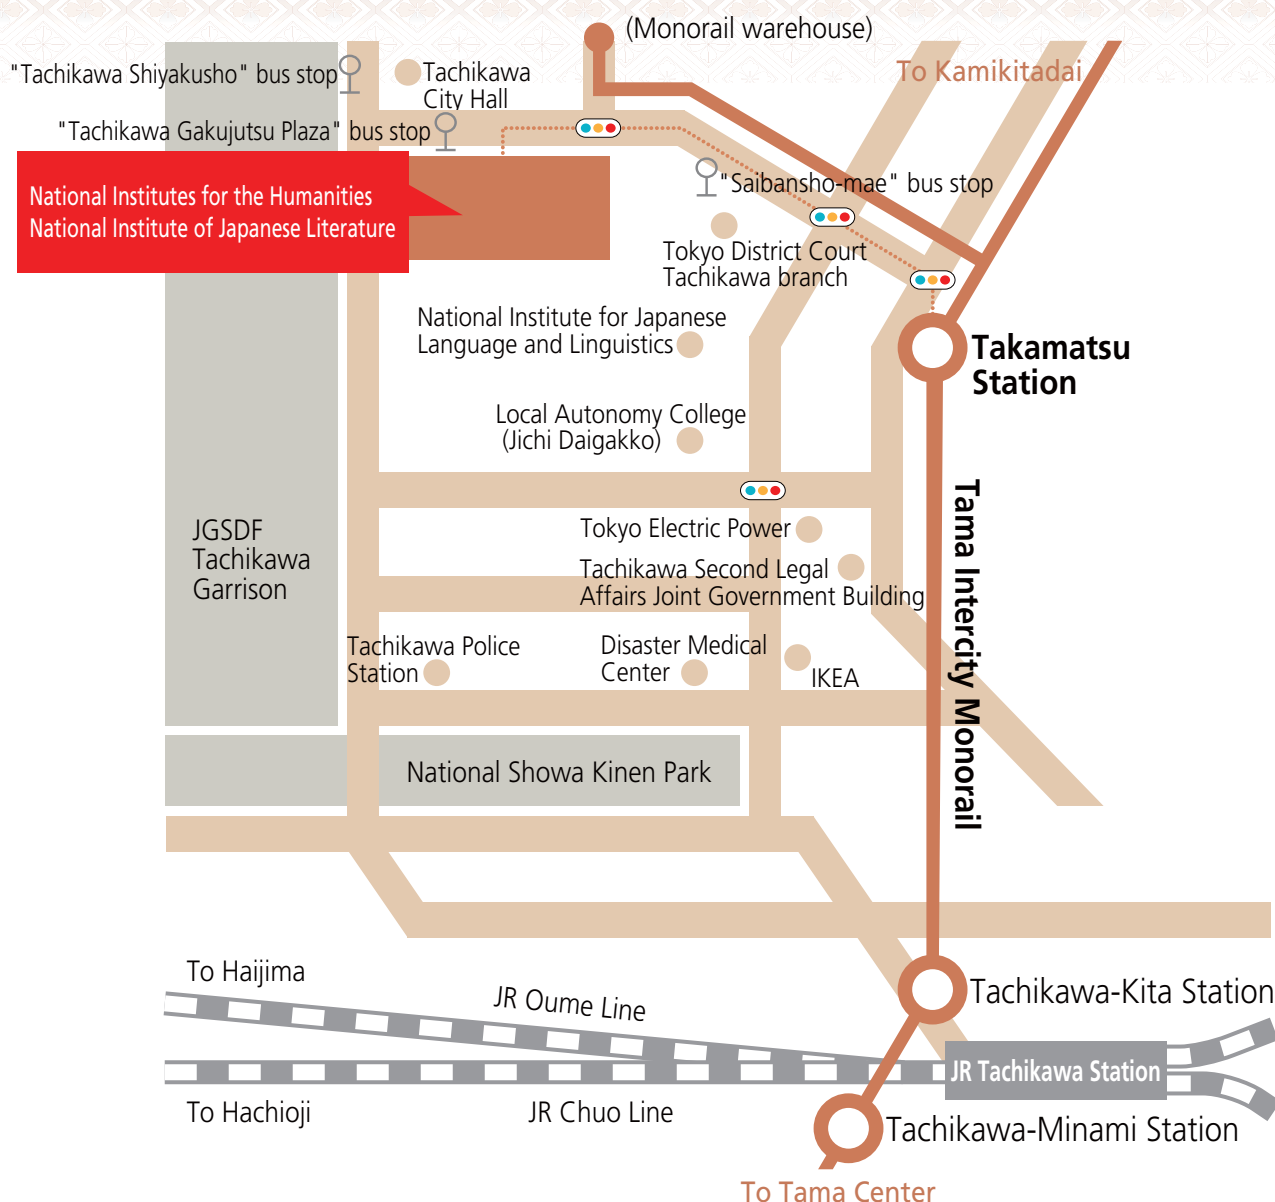 (Monorail warehouse)
"Tachikawa Shiyakusho" bus stop
Tachikawa
City Hall
To Kamikitadai
"Tachikawa Gakujutsu Plaza" bus stop
National Institutes for the Humanities
National Institute of Japanese Literature
"Saibansho-mae" bus stop
Tokyo District Court
Tachikawa branch
National Institute for Japanese
Language and Linguistics
Takamatsu
Station
Local Autonomy College
(Jichi Daigakko)
Tama Intercity Monorail
JGSDF
Tachikawa
Garrison
Tokyo Electric Power
Tachikawa Second Legal
Affairs Joint Government Building
Tachikawa Police
Station
Disaster Medical
Center
IKEA
National Showa Kinen Park
To Haijima
JR Oume Line
Tachikawa-Kita Station
JR Tachikawa Station
To Hachioji
JR Chuo Line
Tachikawa-Minami Station
To Tama Center